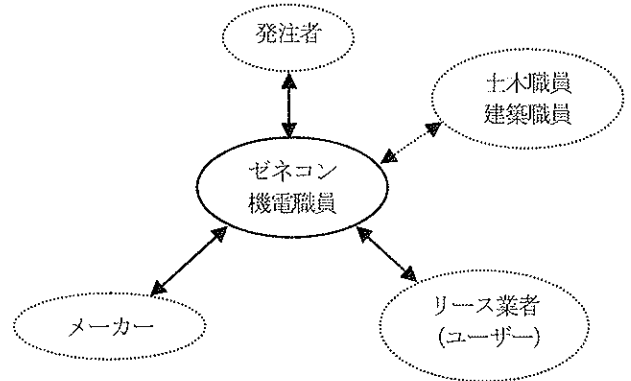 発注者
土木職員
建築職員
ゼネコン
機電職員
メーカー
リース業者
(ユーザー)